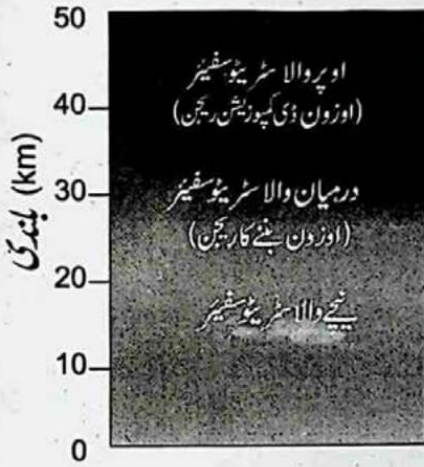 50
اوپر والا سٹریٹوسفیئر
(اوزون ڈی کمپوزیشن ریجن)
40
بلندی (km)
درمیان والا سٹریٹوسفیئر
30
(اوزون بننے کا ریجن)
20
نیچے والا سٹریٹوسفیئر
10
0